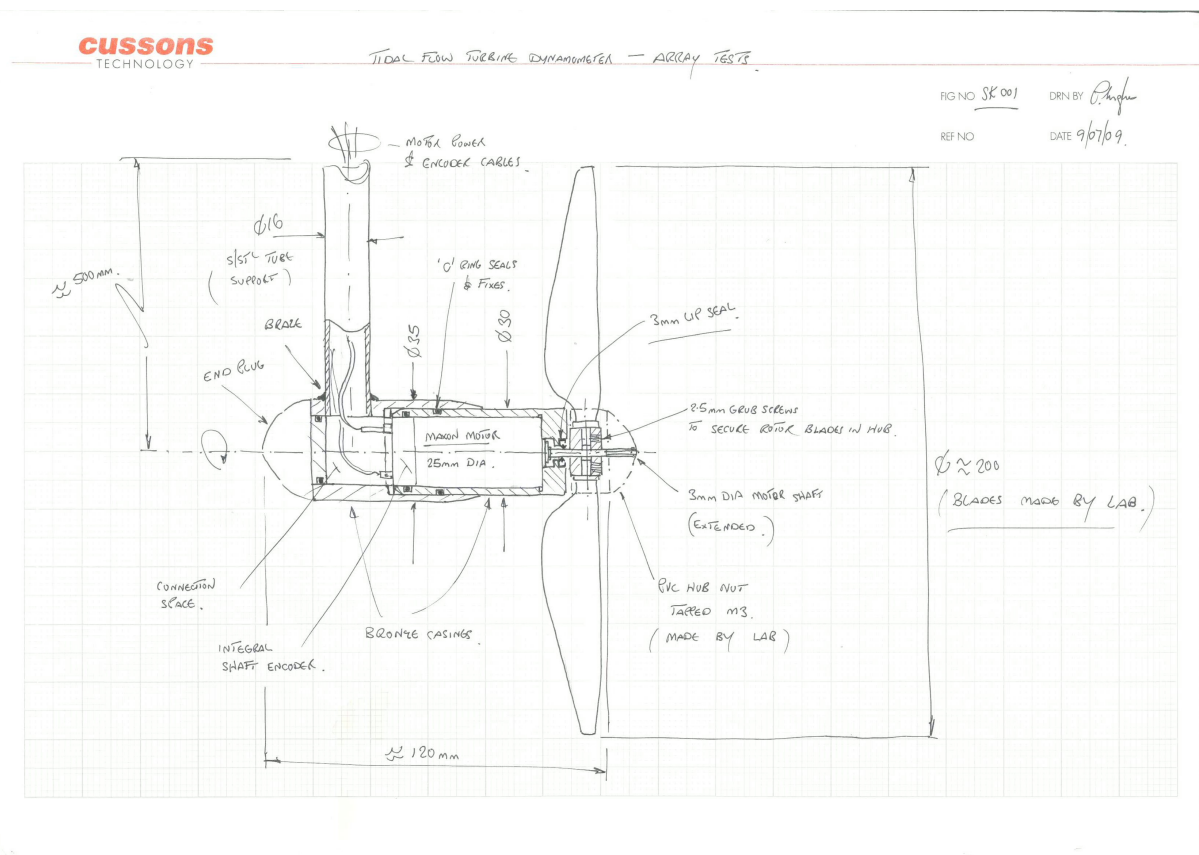 cussons
TECHNOLOGY
TIDAL FLOW TURBINE DYNAMOMETER — ARRAY TESTS.
FIG NO SK 001
DRN BY
REF NO
DATE 9/07/09.
MOTOR POWER
& ENCODER CABLES.
Ø16
S/STL TUBE
(SUPPORT)
≈ 500mm.
'O' RING SEALS
& FIXES.
BRAZE
Ø35
Ø30
3mm LIP SEAL.
END PLUG
2.5mm GRUB SCREWS
TO SECURE ROTOR BLADES IN HUB.
MAXON MOTOR
25mm DIA.
Ø ≈ 200
(BLADES MADE BY LAB.)
3mm DIA MOTOR SHAFT
(EXTENDED.)
CONNECTION
SPACE.
PVC HUB NUT
TAPPED M3.
(MADE BY LAB)
BRONZE CASINGS.
INTEGRAL
SHAFT ENCODER.
≈ 120mm